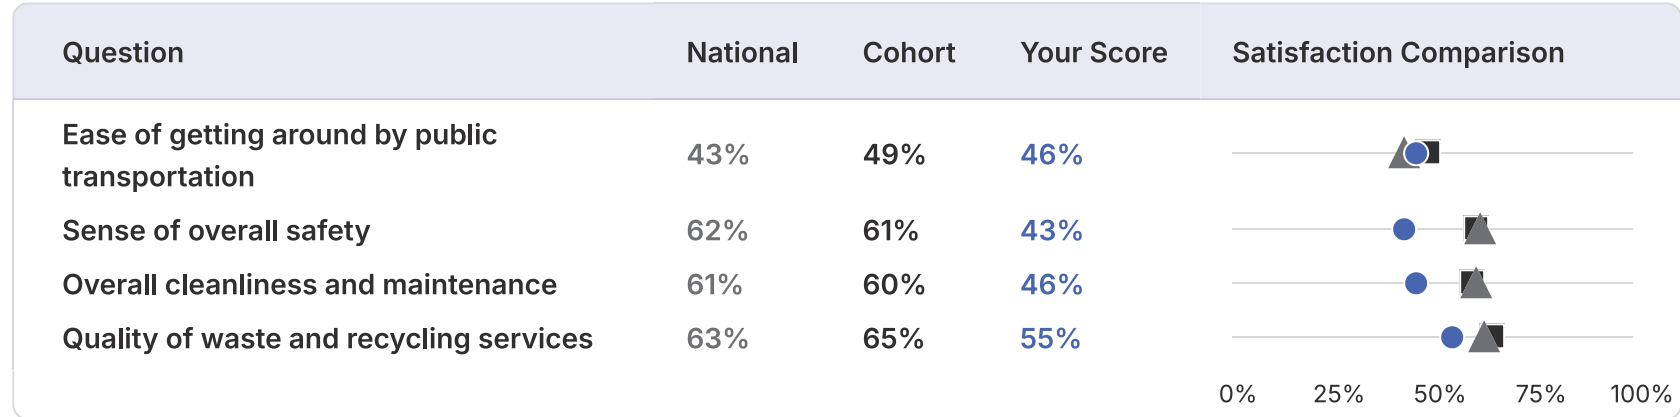 Question National Cohort Your Score Satisfaction Comparison
Ease of getting around by public
transportation
43% 49% 46%
Sense of overall safety 62% 61% 43%
Overall cleanliness and maintenance 61% 60% 46%
Quality of waste and recycling services 63% 65% 55%
0% 25% 50% 75% 100%